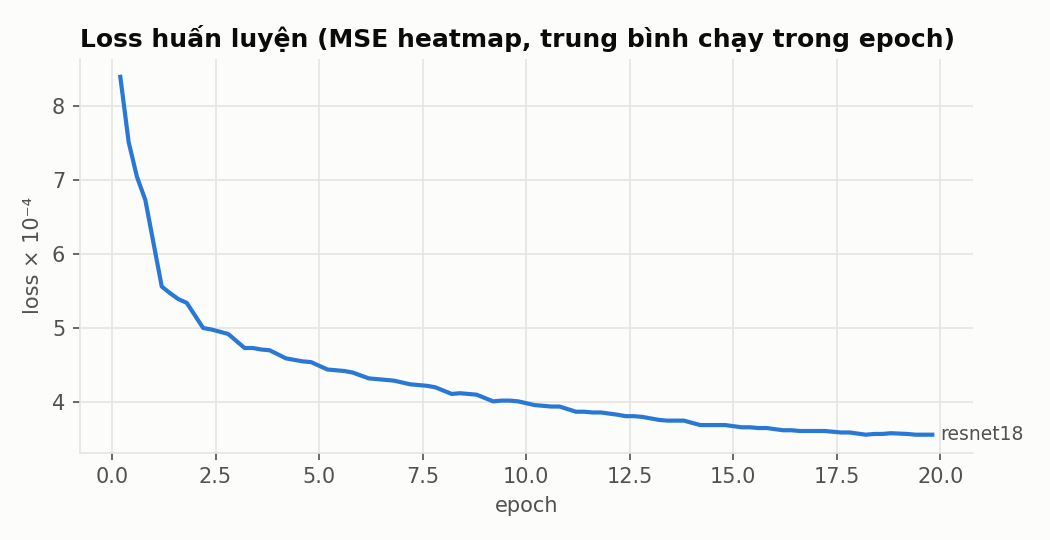 Loss huấn luyện (MSE heatmap, trung bình chạy trong epoch)
loss × 10⁻⁴
8
7
6
5
4
resnet18
0.0 2.5 5.0 7.5 10.0 12.5 15.0 17.5 20.0
epoch